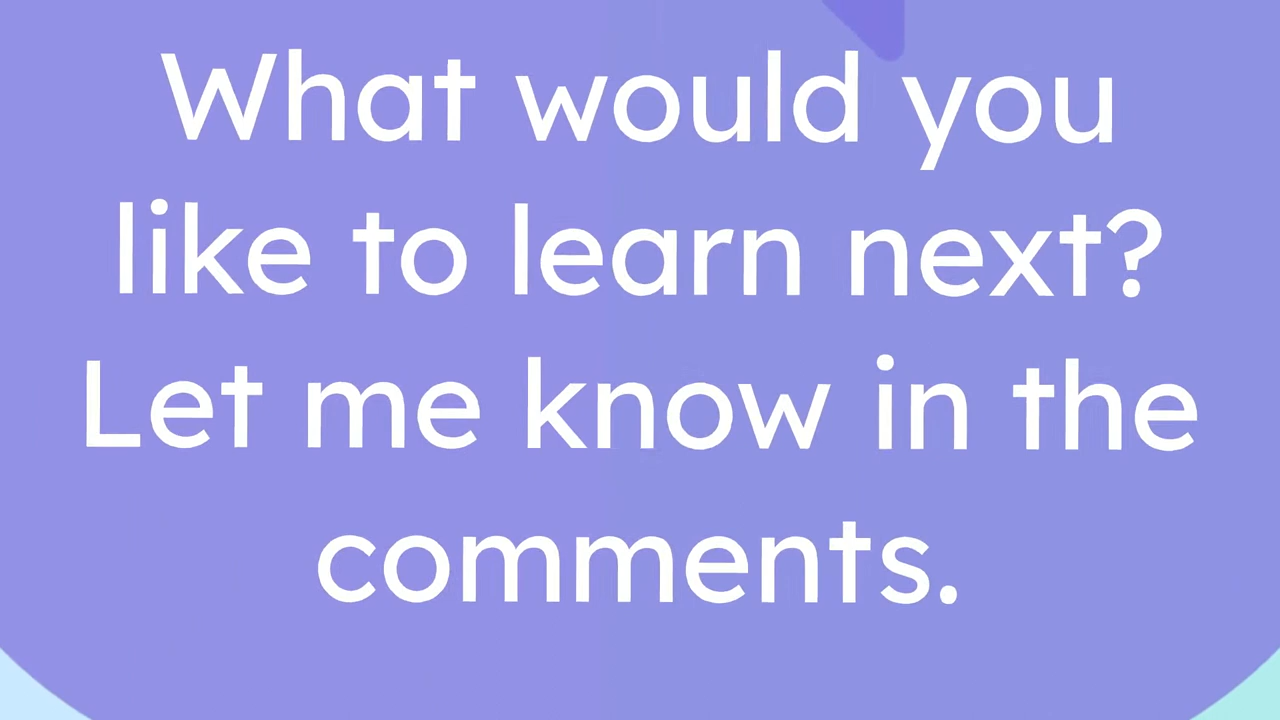 What would you
like to learn next?
Let me know in the
comments.